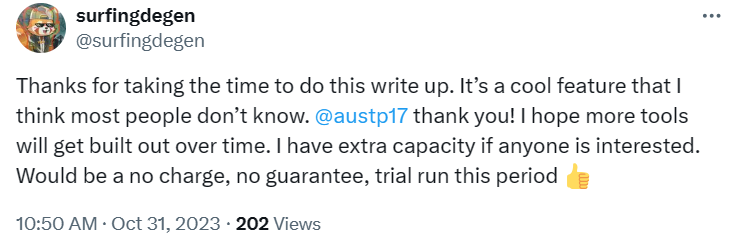 surfingdegen
@surfingdegen
Thanks for taking the time to do this write up. It’s a cool feature that I
think most people don’t know. @austp17 thank you! I hope more tools
will get built out over time. I have extra capacity if anyone is interested.
Would be a no charge, no guarantee, trial run this period 👍
10:50 AM · Oct 31, 2023 · 202 Views